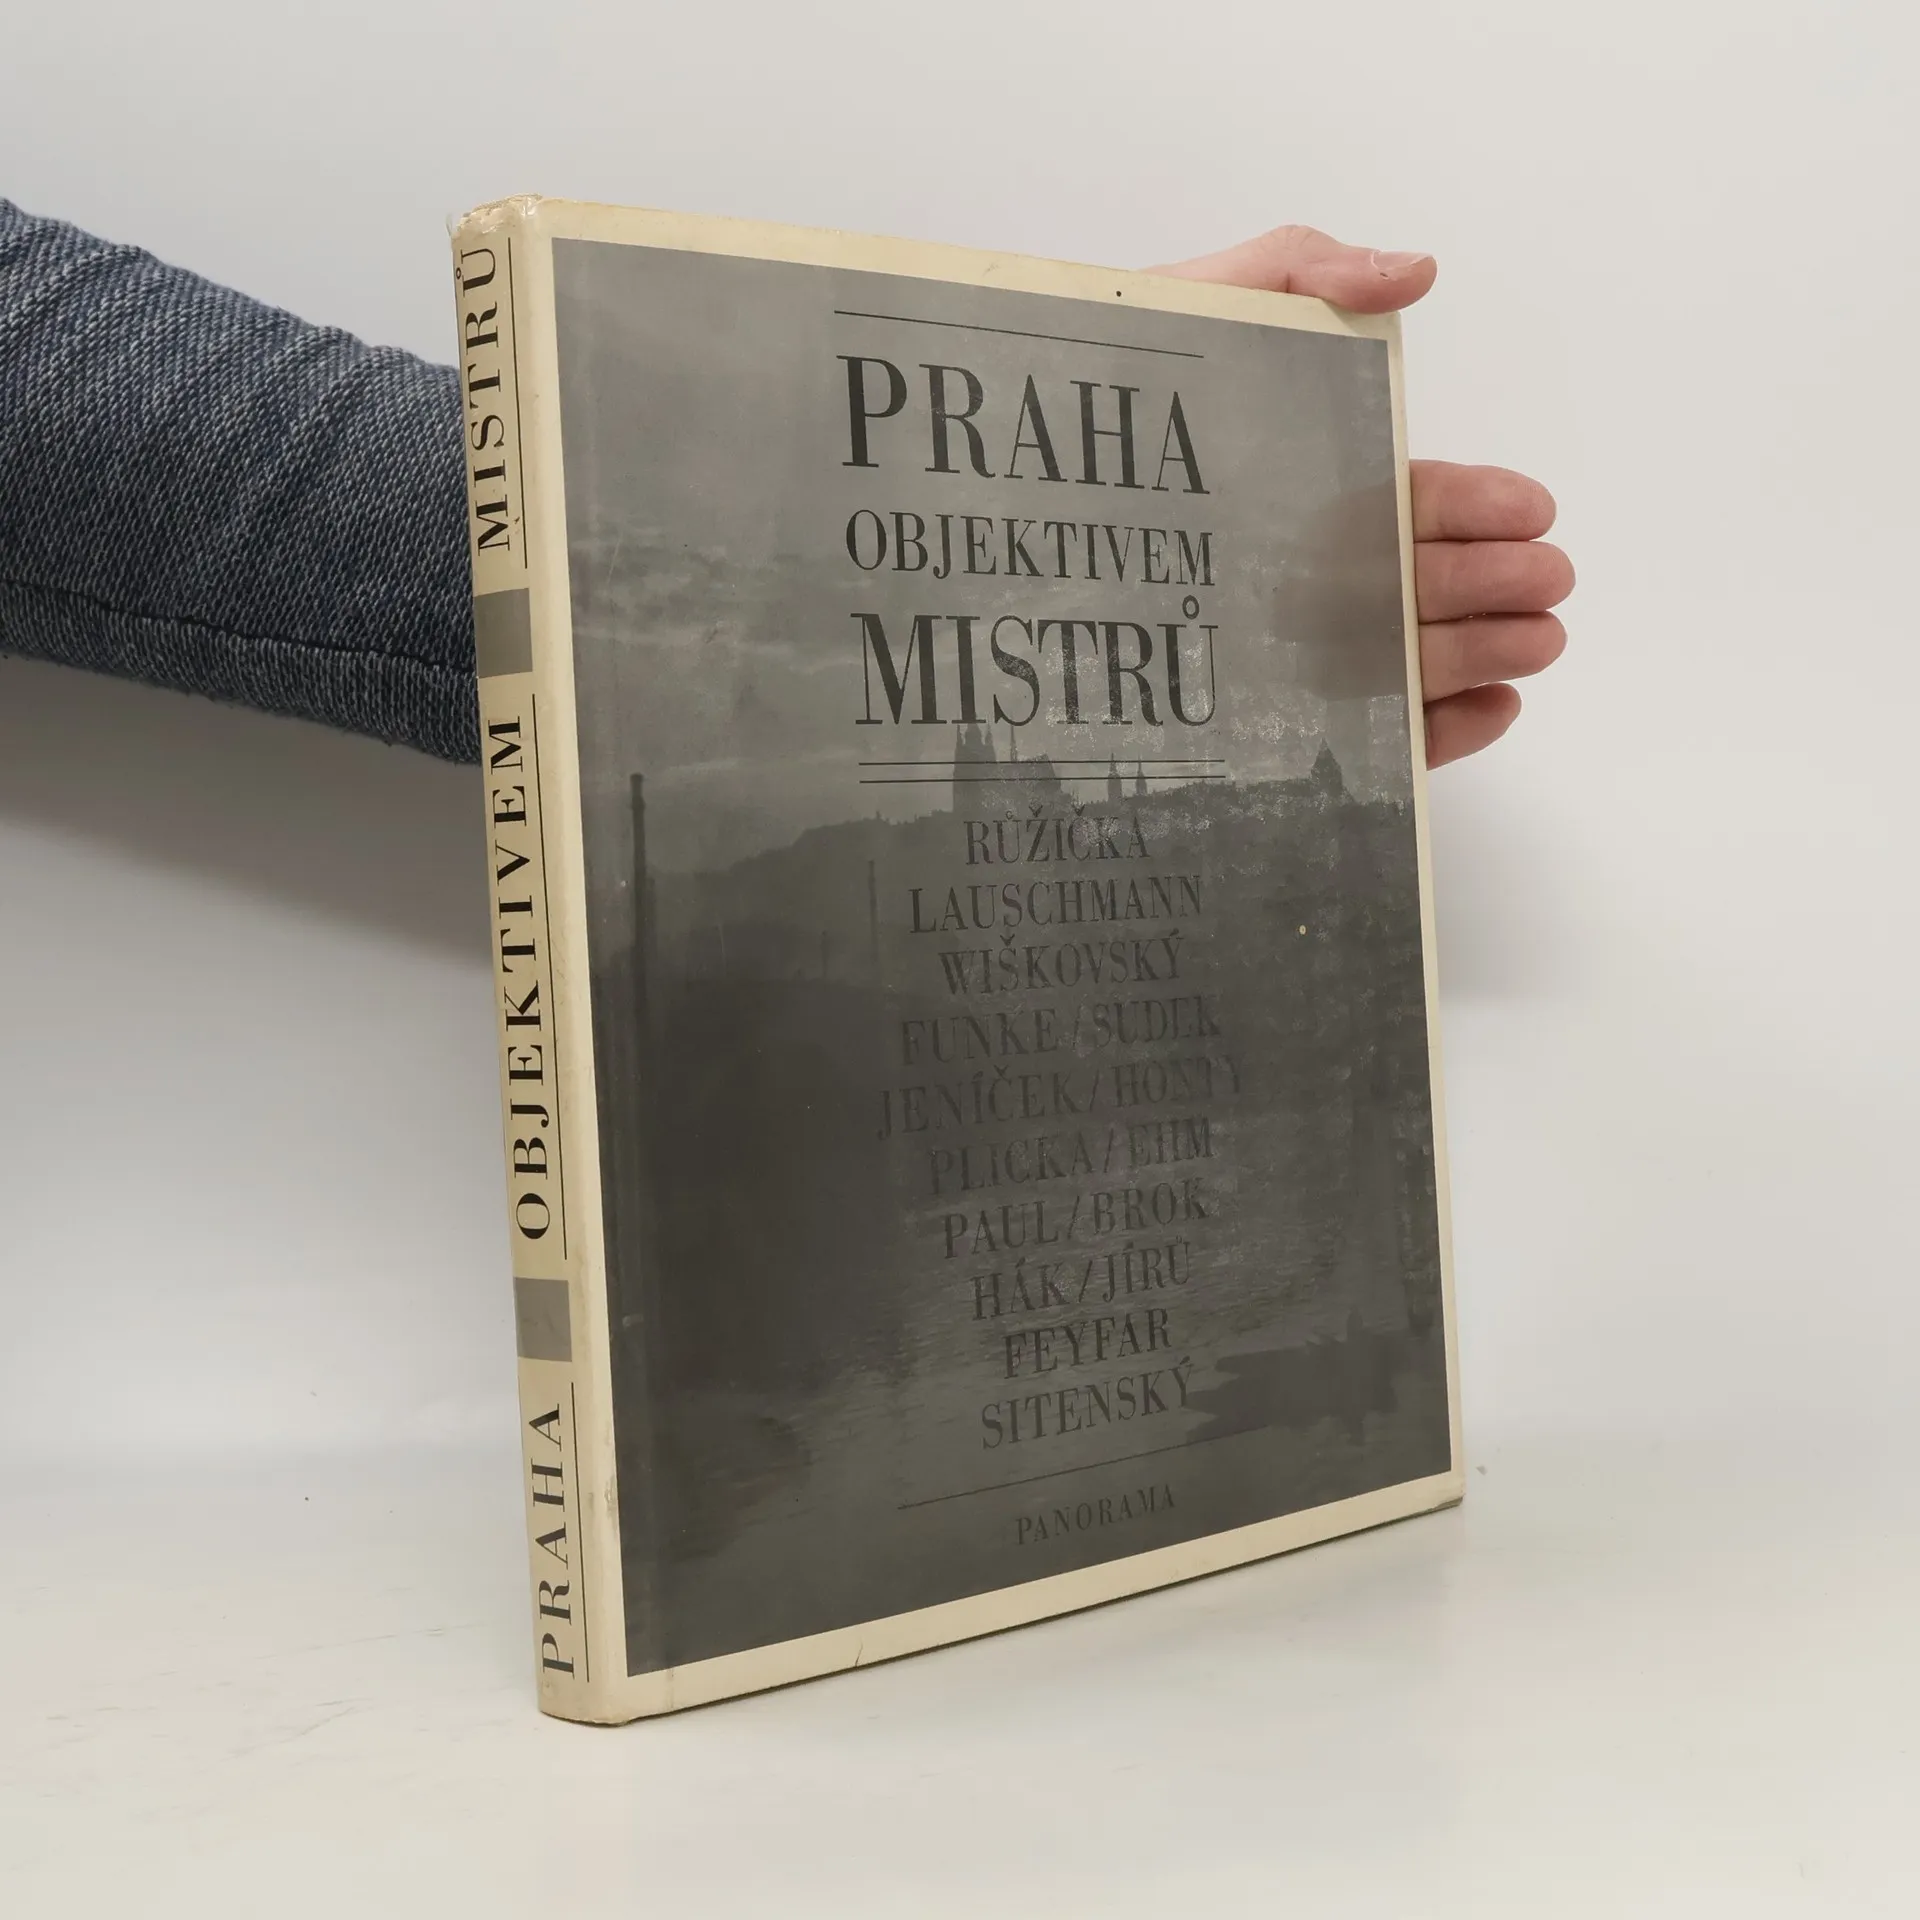 PRAHA OBJEKTIVEM MISTRŮ
PRAHA
OBJEKTIVEM
MISTRŮ
RŮŽIČKA
LAUSCHMANN
WIŠKOVSKÝ
FUNKE/SUDEK
JENÍČEK/HONTY
PLICKA/EHM
PAUL/BROK
HÁK/JÍRŮ
FEYFAR
SITENSKÝ
PANORAMA